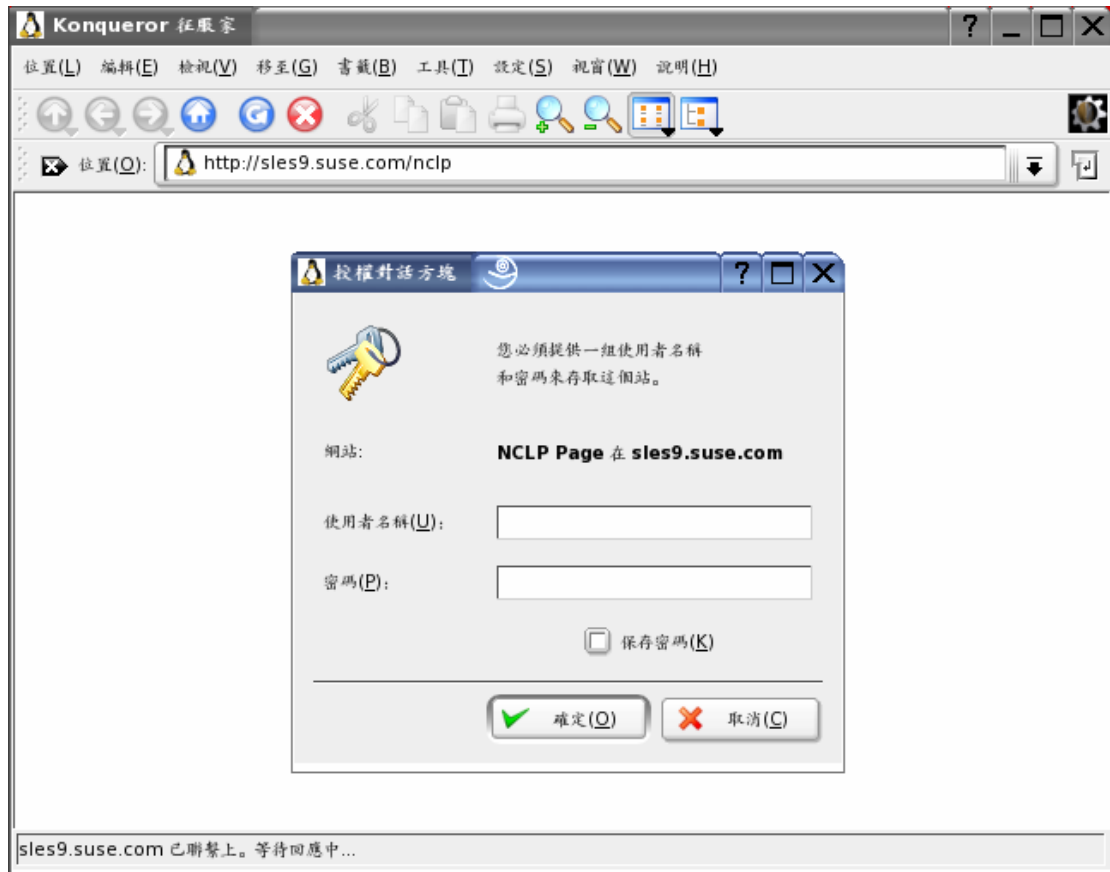 Konqueror 征服家
位置(L) 編輯(E) 檢視(V) 移至(G) 書籤(B) 工具(T) 設定(S) 視窗(W) 說明(H)
位置(O): http://sles9.suse.com/nclp
授權對話方塊
您必須提供一組使用者名稱
和密碼來存取這個站。
網站: NCLP Page 在 sles9.suse.com
使用者名稱(U):
密碼(P):
保存密碼(K)
確定(O) 取消(C)
sles9.suse.com 已聯繫上。等待回應中...